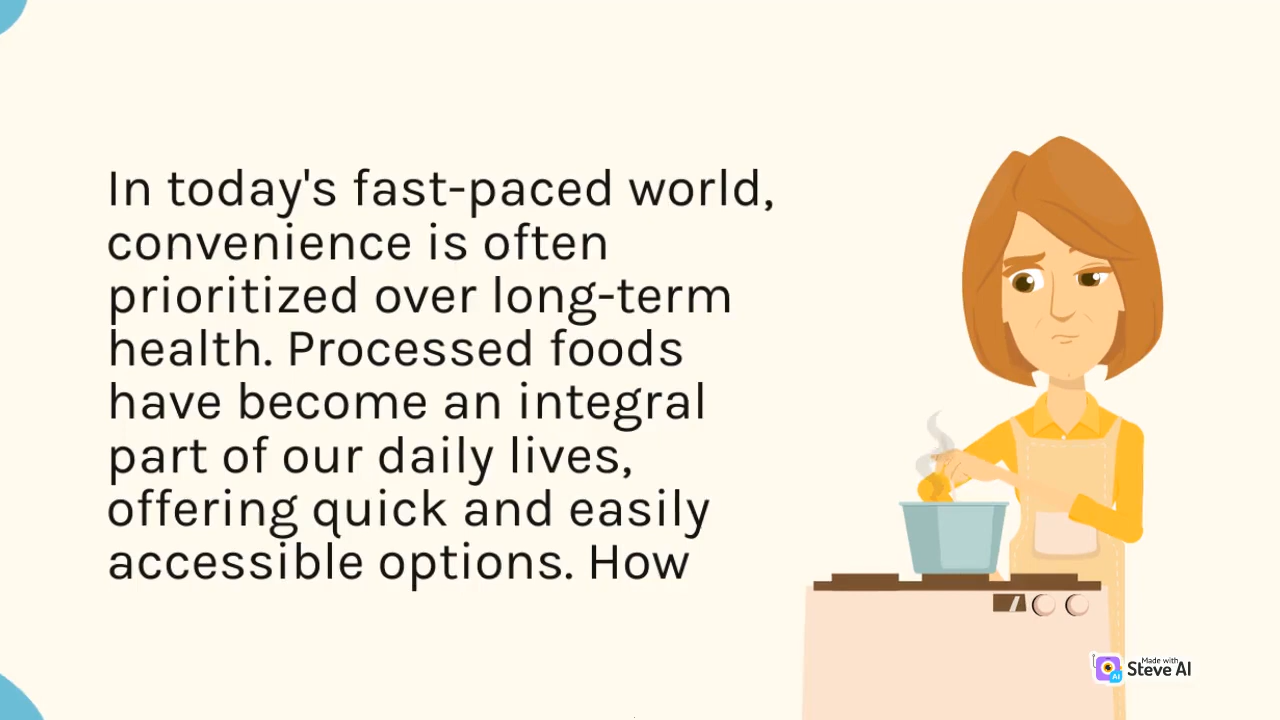 In today's fast-paced world,
convenience is often
prioritized over long-term
health. Processed foods
have become an integral
part of our daily lives,
offering quick and easily
accessible options. How
Made with
Steve AI
AI